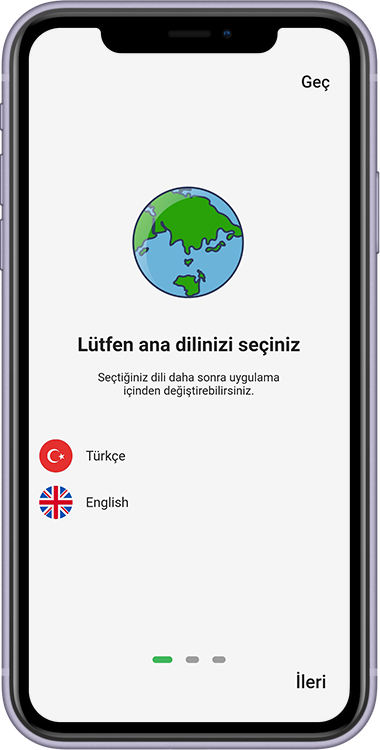 Geç
Lütfen ana dilinizi seçiniz
Seçtiğiniz dili daha sonra uygulama
içinden değiştirebilirsiniz.
Türkçe
English
İleri